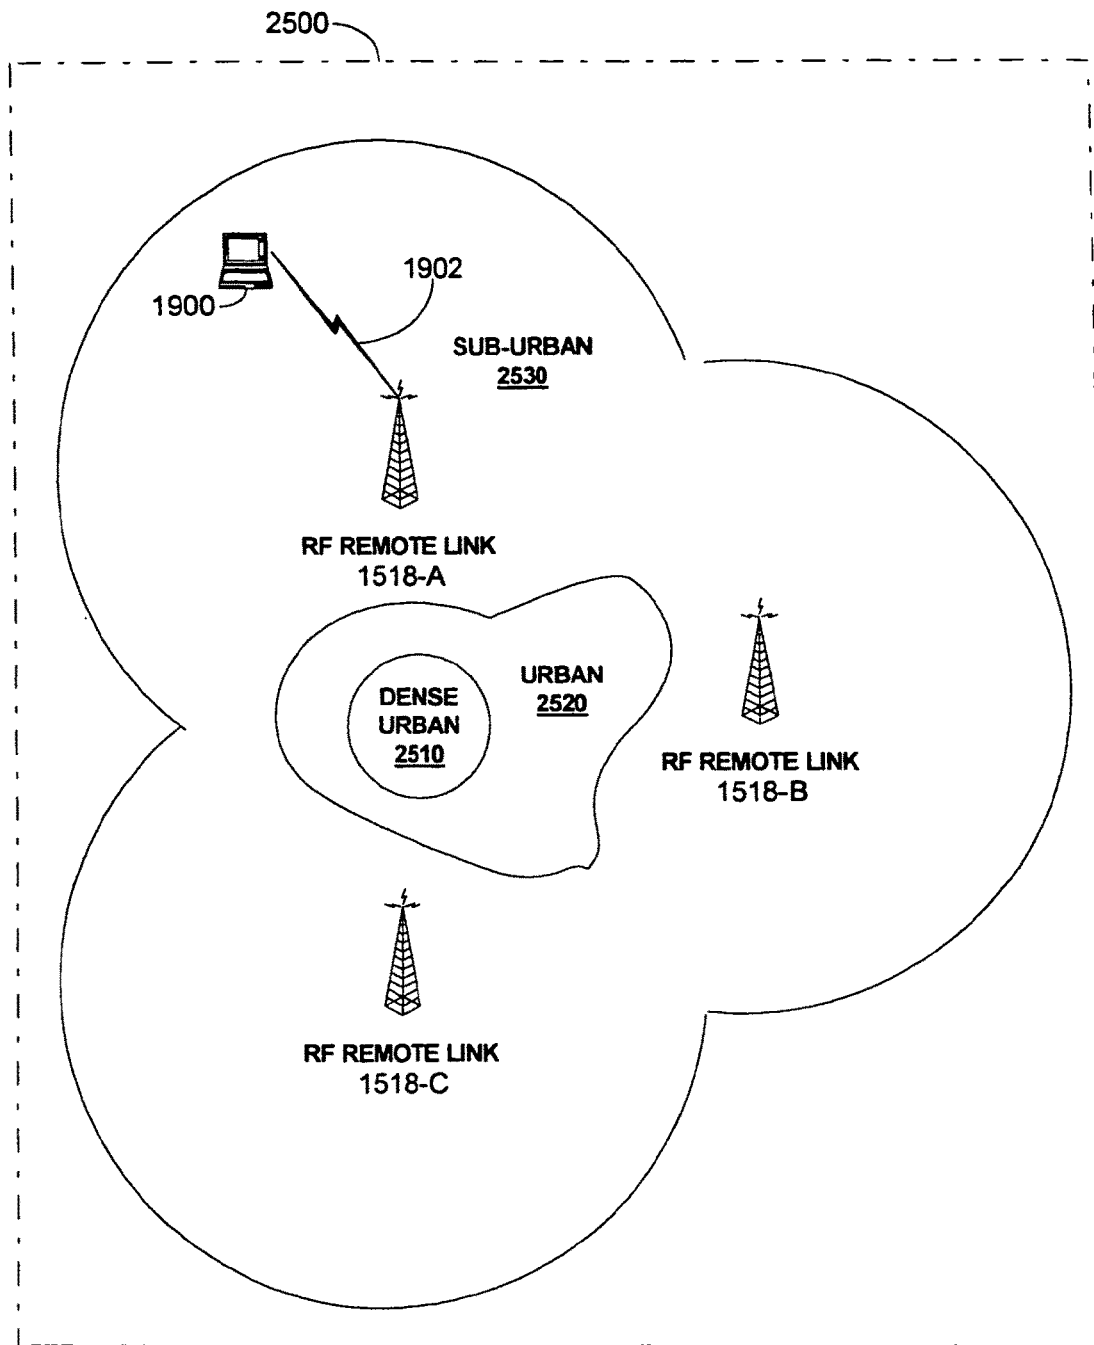 2500
1902
1900
SUB-URBAN
2530
RF REMOTE LINK
1518-A
URBAN
2520
DENSE
URBAN
2510
RF REMOTE LINK
1518-B
RF REMOTE LINK
1518-C